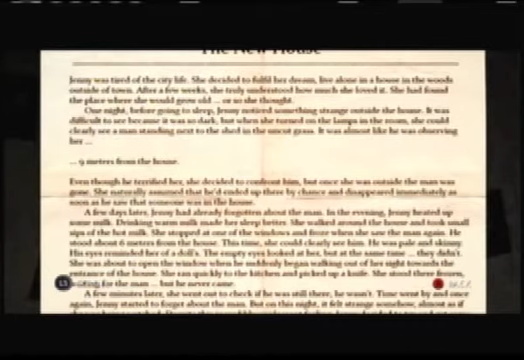 The New House
Jenny was tired of the city life. She decided to fulfil her dream, live alone in a house in the woods
outside of town. After a few weeks, she truly understood how much she loved it. She had found
the place where she would grow old ... or so she thought.
One night, before going to sleep, Jenny noticed something strange outside the house. It was
difficult to see because it was so dark, but when she turned on the lamps in the room, she could
clearly see a man standing next to the shed in the uncut grass. It was almost like he was observing
her ...
... 9 meters from the house.
Even though he terrified her, she decided to confront him, but once she was outside the man was
gone. She naturally assumed that he'd ended up there by chance and disappeared immediately as
soon as he saw that someone was in the house.
A few days later, Jenny had already forgotten about the man. In the evening, Jenny heated up
some milk. Drinking warm milk made her sleep well. She walked around the house and took small
sips of the hot milk. She stopped at one of the windows and froze when she saw the man again. He
stood about 6 meters from the house. This time, she could clearly see him. He was pale and skinny.
His eyes reminded her of a doll's. The empty eyes looked at her, but at the same time ... they didn't.
She was about to open the window when he suddenly began walking out of her sight towards the
entrance of the house. She ran quickly to the kitchen and picked up a knife. She stood there frozen,
waiting for the man ... but he never came.
A few minutes later, she went out to check if he was still there, he wasn't. Time went by and once
again, Jenny started to forget about the man. But on this night, it felt strange somehow, almost as if